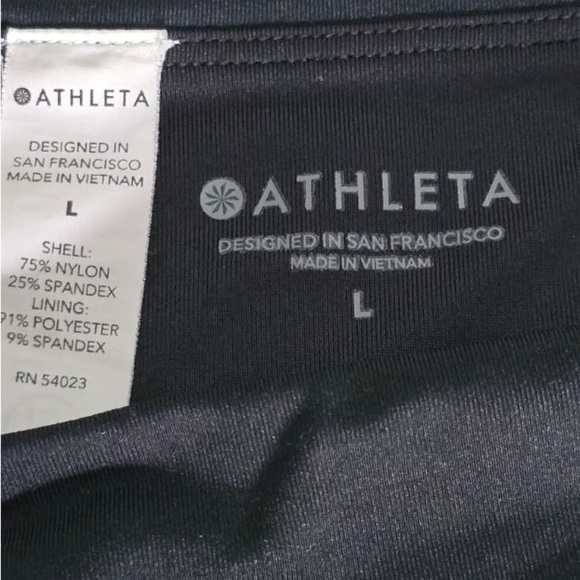 ATHLETA
DESIGNED IN
SAN FRANCISCO
MADE IN VIETNAM
L
SHELL:
75% NYLON
25% SPANDEX
LINING:
91% POLYESTER
9% SPANDEX
RN 54023
ATHLETA
DESIGNED IN SAN FRANCISCO
MADE IN VIETNAM
L